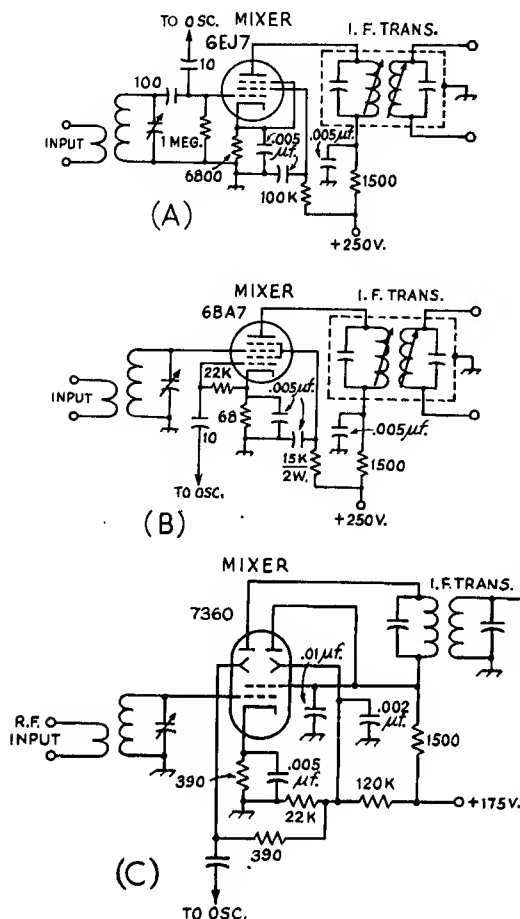 TO OSC.
MIXER
6EJ7
I. F. TRANS.
10
100
INPUT
1 MEG.
6800
.005 μf.
.005μf.
100K
1500
+250V.
(A)
MIXER
6BA7
I. F. TRANS.
22K
.005μf.
INPUT
68
10
15K
2W.
.005μf.
1500
TO OSC.
+250V.
(B)
MIXER
7360
I.F. TRANS.
.01μf.
R.F.
INPUT
.002
μf.
1500
.005
μf.
390
22K
120K
+175V.
390
(C)
TO OSC.